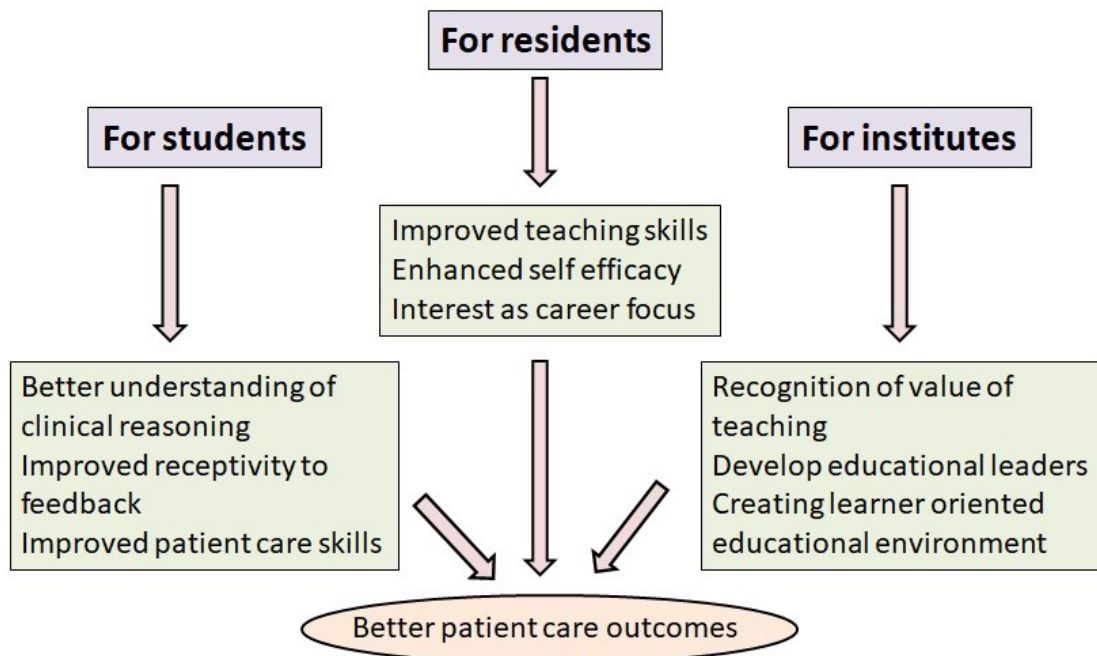 For residents
For students
For institutes
Improved teaching skills
Enhanced self efficacy
Interest as career focus
Better understanding of
clinical reasoning
Improved receptivity to
feedback
Improved patient care skills
Recognition of value of
teaching
Develop educational leaders
Creating learner oriented
educational environment
Better patient care outcomes